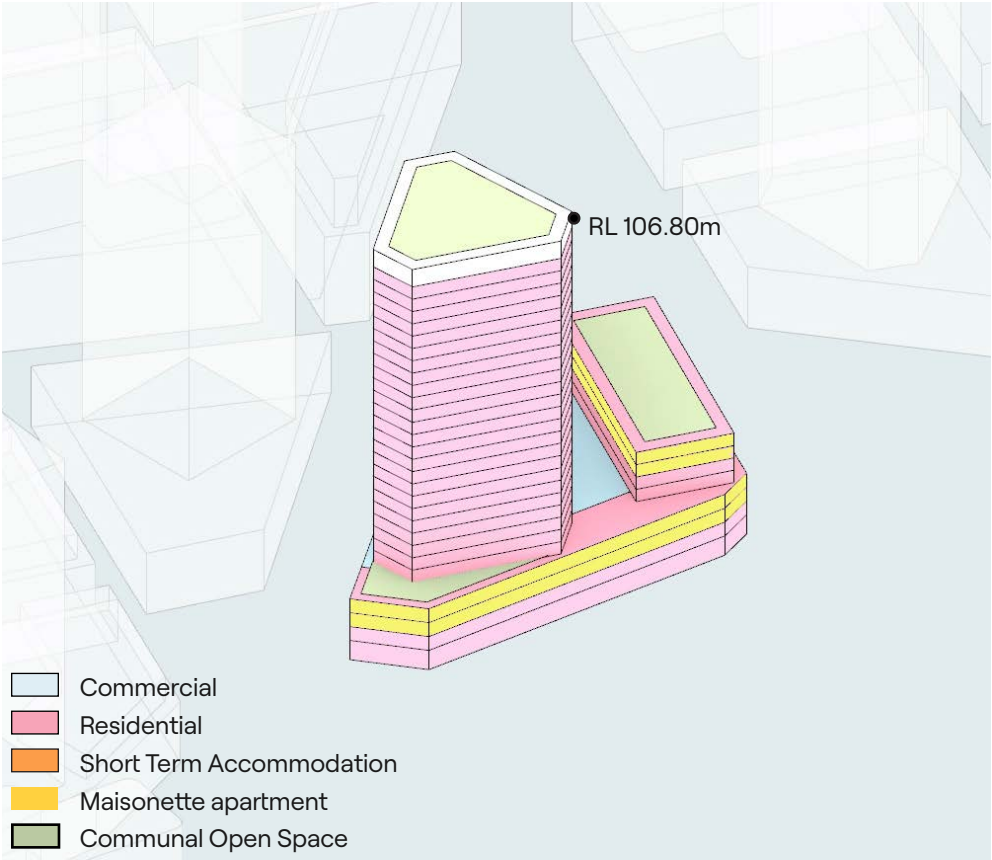 RL 106.80m
Commercial
Residential
Short Term Accommodation
Maisonette apartment
Communal Open Space